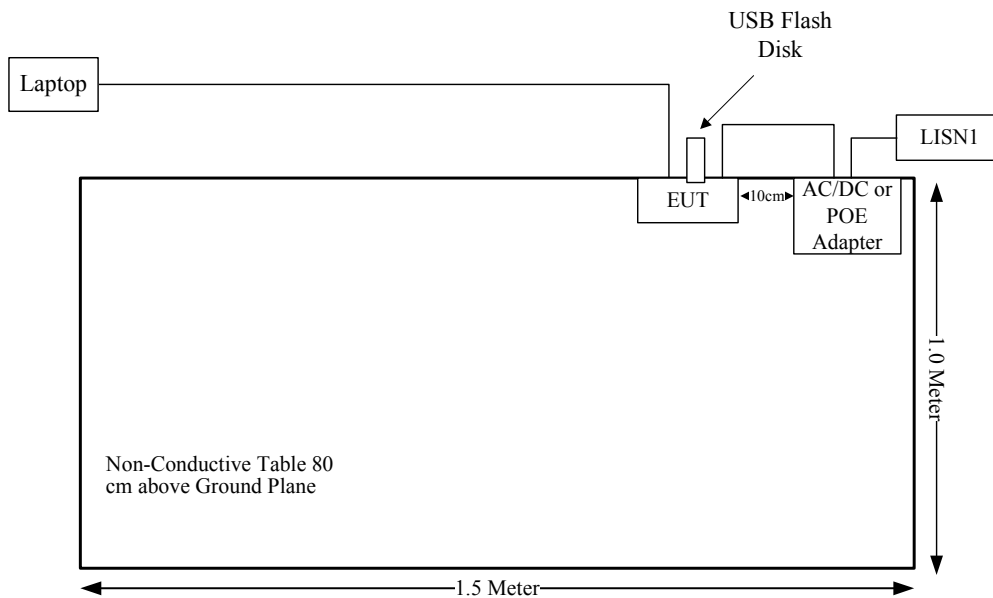 USB Flash
Disk
Laptop
LISN1
EUT
10cm
AC/DC or
POE
Adapter
1.0 Meter
Non-Conductive Table 80
cm above Ground Plane
1.5 Meter